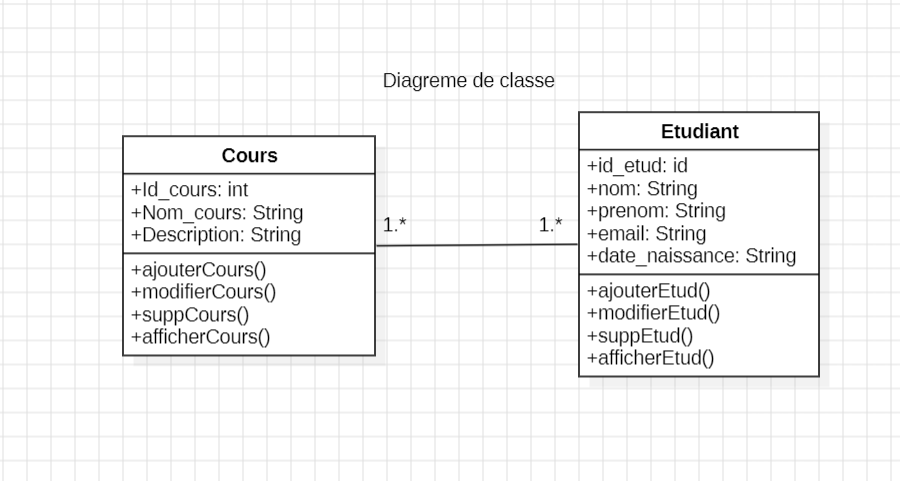 Diagreme de classe
Cours
+Id_cours: int
+Nom_cours: String
+Description: String
+ajouterCours()
+modifierCours()
+suppCours()
+afficherCours()
1.*
1.*
Etudiant
+id_etud: id
+nom: String
+prenom: String
+email: String
+date_naissance: String
+ajouterEtud()
+modifierEtud()
+suppEtud()
+afficherEtud()